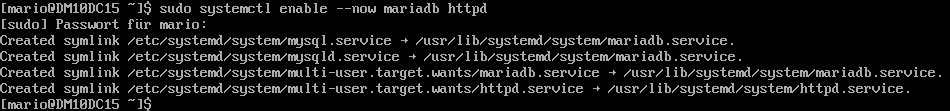 [mario@DM10DC15 ~]$ sudo systemctl enable --now mariadb httpd
[sudo] Passwort für mario:
Created symlink /etc/systemd/system/mysql.service → /usr/lib/systemd/system/mariadb.service.
Created symlink /etc/systemd/system/mysqld.service → /usr/lib/systemd/system/mariadb.service.
Created symlink /etc/systemd/system/multi-user.target.wants/mariadb.service → /usr/lib/systemd/system/mariadb.service.
Created symlink /etc/systemd/system/multi-user.target.wants/httpd.service → /usr/lib/systemd/system/httpd.service.
[mario@DM10DC15 ~]$